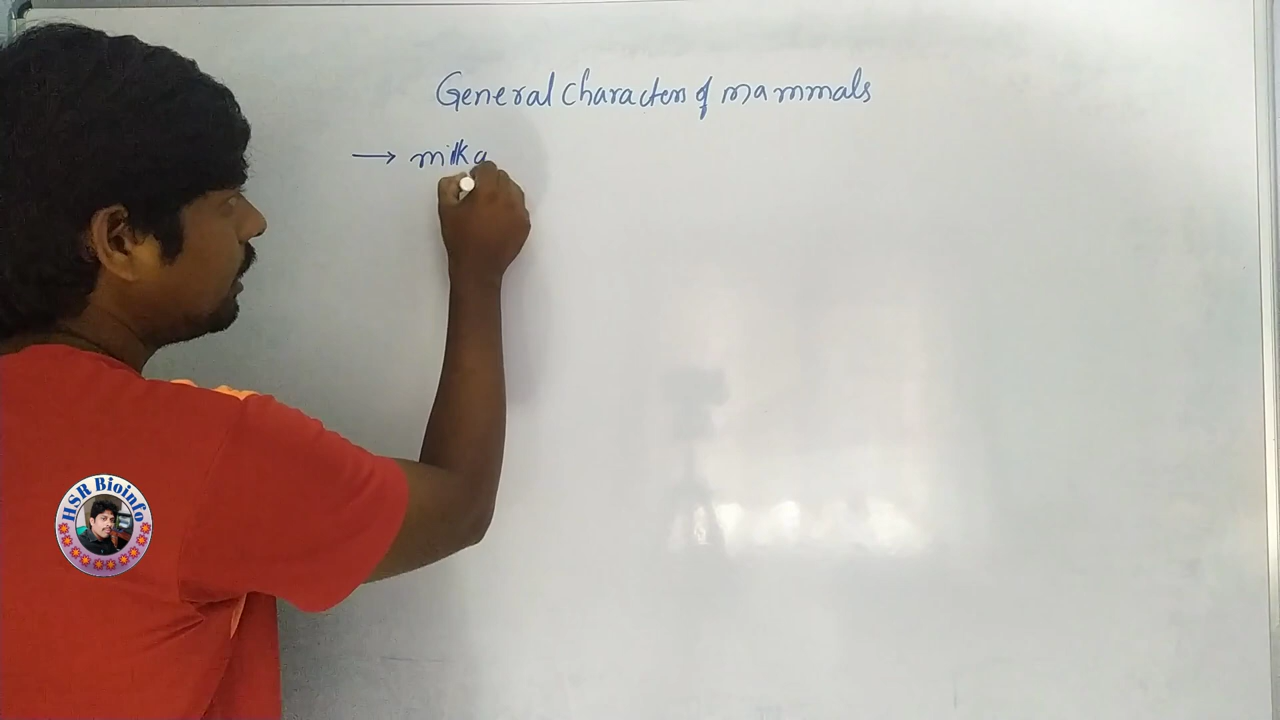 General characters of mammals
→ milk g
HSR Bioinfo